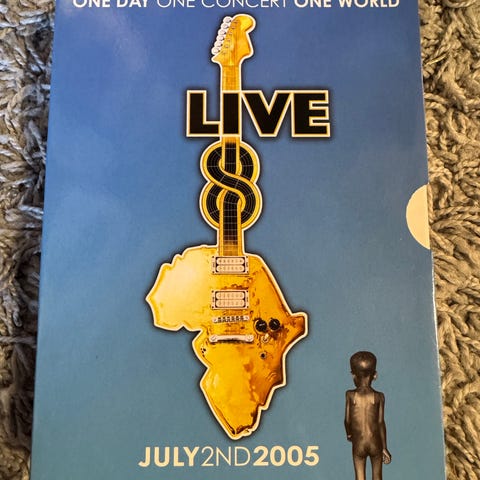 ONE DAY ONE CONCERT ONE WORLD
LIVE
8
JULY2ND2005